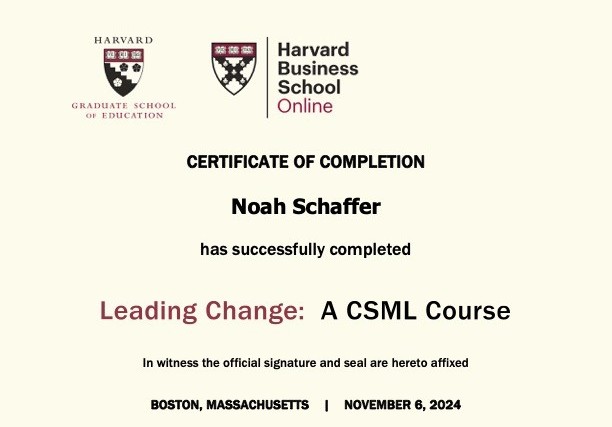 HARVARD
GRADUATE SCHOOL
OF EDUCATION
Harvard
Business
School
Online
CERTIFICATE OF COMPLETION
Noah Schaffer
has successfully completed
Leading Change: A CSML Course
In witness the official signature and seal are hereto affixed
BOSTON, MASSACHUSETTS | NOVEMBER 6, 2024